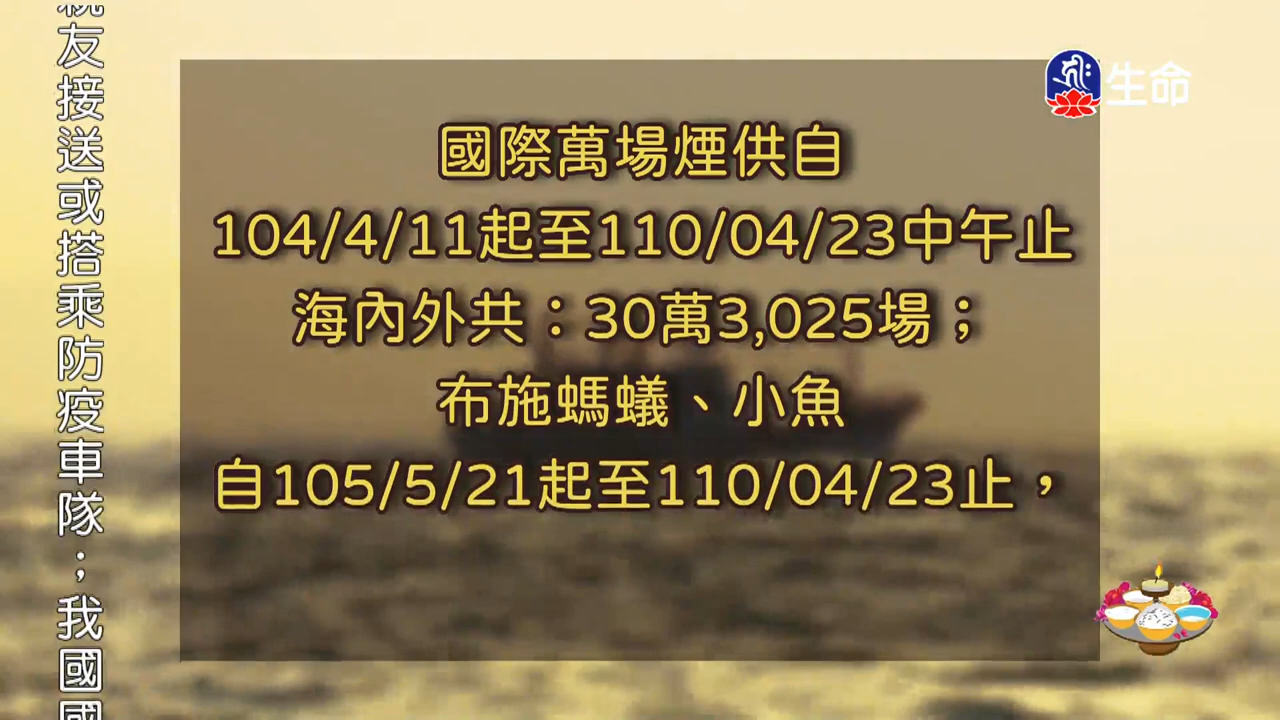 國際萬場煙供自
104/4/11起至110/04/23中午止
海內外共：30萬3,025場；
布施螞蟻、小魚
自105/5/21起至110/04/23止，
生命
親友接送或搭乘防疫車隊；我國國